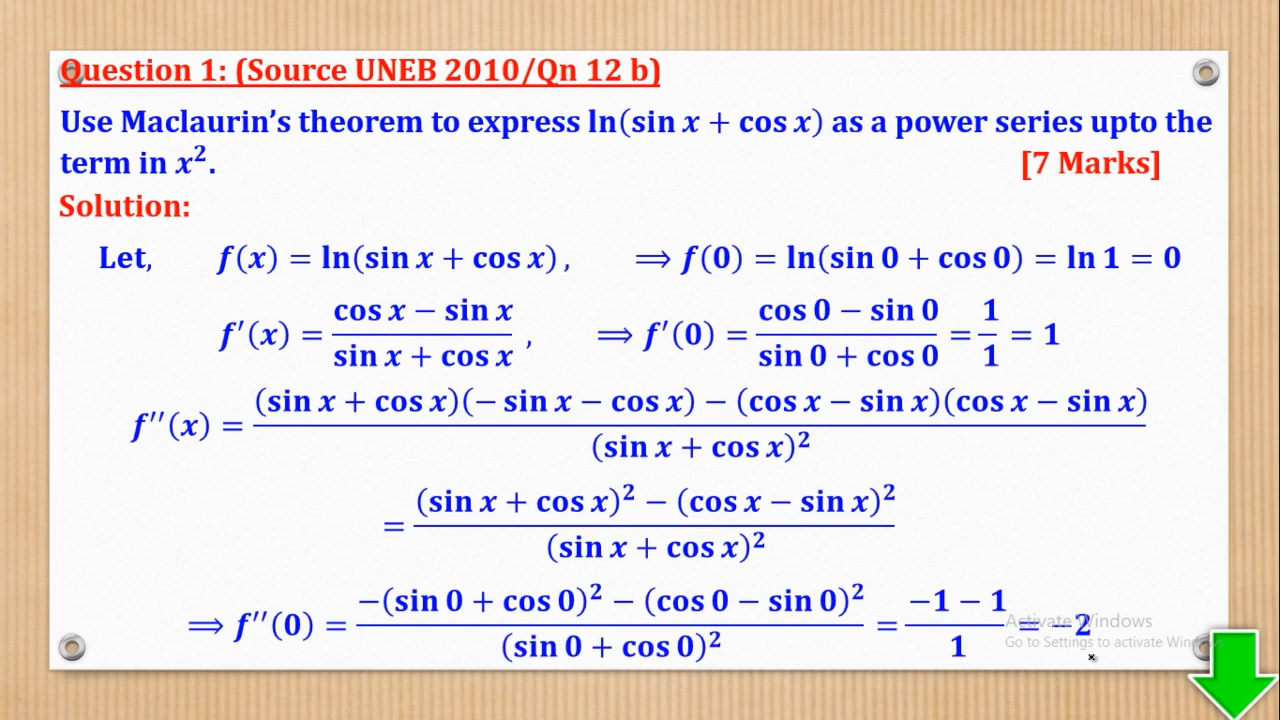 Question 1: (Source UNEB 2010/Qn 12 b)
Use Maclaurin's theorem to express ln(sin x + cos x) as a power series upto the
term in x². [7 Marks]
Solution:
Let, f(x) = ln(sin x + cos x), ⟹ f(0) = ln(sin 0 + cos 0) = ln 1 = 0
f′(x) = (cos x − sin x)/(sin x + cos x), ⟹ f′(0) = (cos 0 − sin 0)/(sin 0 + cos 0) = 1/1 = 1
f′′(x) = ((sin x + cos x)(− sin x − cos x) − (cos x − sin x)(cos x − sin x))/(sin x + cos x)²
= ((sin x + cos x)² − (cos x − sin x)²)/(sin x + cos x)²
⟹ f′′(0) = (−(sin 0 + cos 0)² − (cos 0 − sin 0)²)/(sin 0 + cos 0)² = (−1 − 1)/1 = −2
Activate Windows
Go to Settings to activate Windows